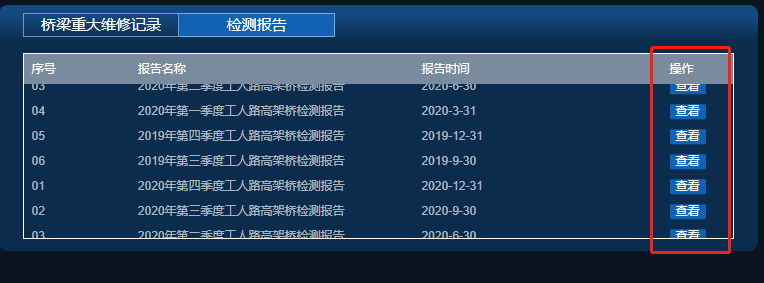 桥梁重大维修记录 检测报告
序号 报告名称 报告时间 操作
03 2020年第二季度工人路高架桥检测报告 2020-6-30 查看
04 2020年第一季度工人路高架桥检测报告 2020-3-31 查看
05 2019年第四季度工人路高架桥检测报告 2019-12-31 查看
06 2019年第三季度工人路高架桥检测报告 2019-9-30 查看
01 2020年第四季度工人路高架桥检测报告 2020-12-31 查看
02 2020年第三季度工人路高架桥检测报告 2020-9-30 查看
03 2020年第二季度工人路高架桥检测报告 2020-6-30 查看